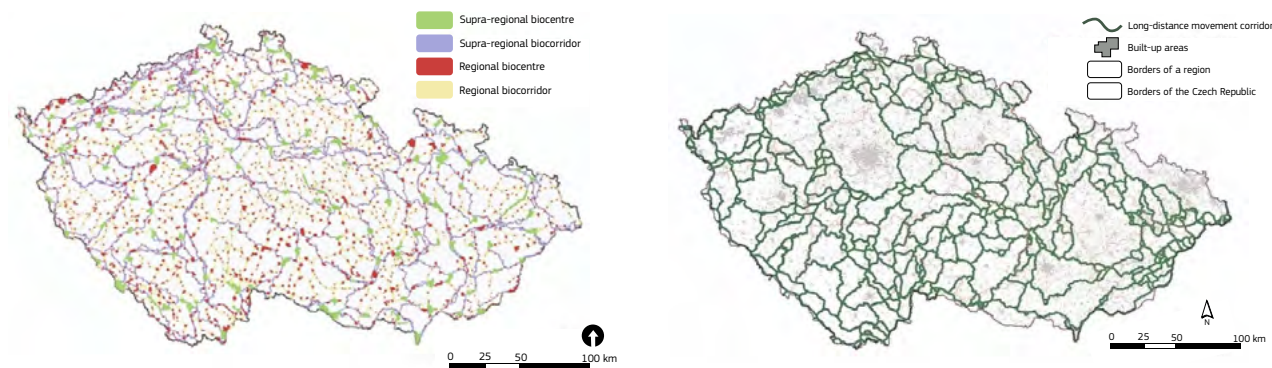 Supra-regional biocentre
Supra-regional biocorridor
Regional biocentre
Regional biocorridor
0 25 50 100 km
Long-distance movement corridor
Built-up areas
Borders of a region
Borders of the Czech Republic
N
0 25 50 100 km